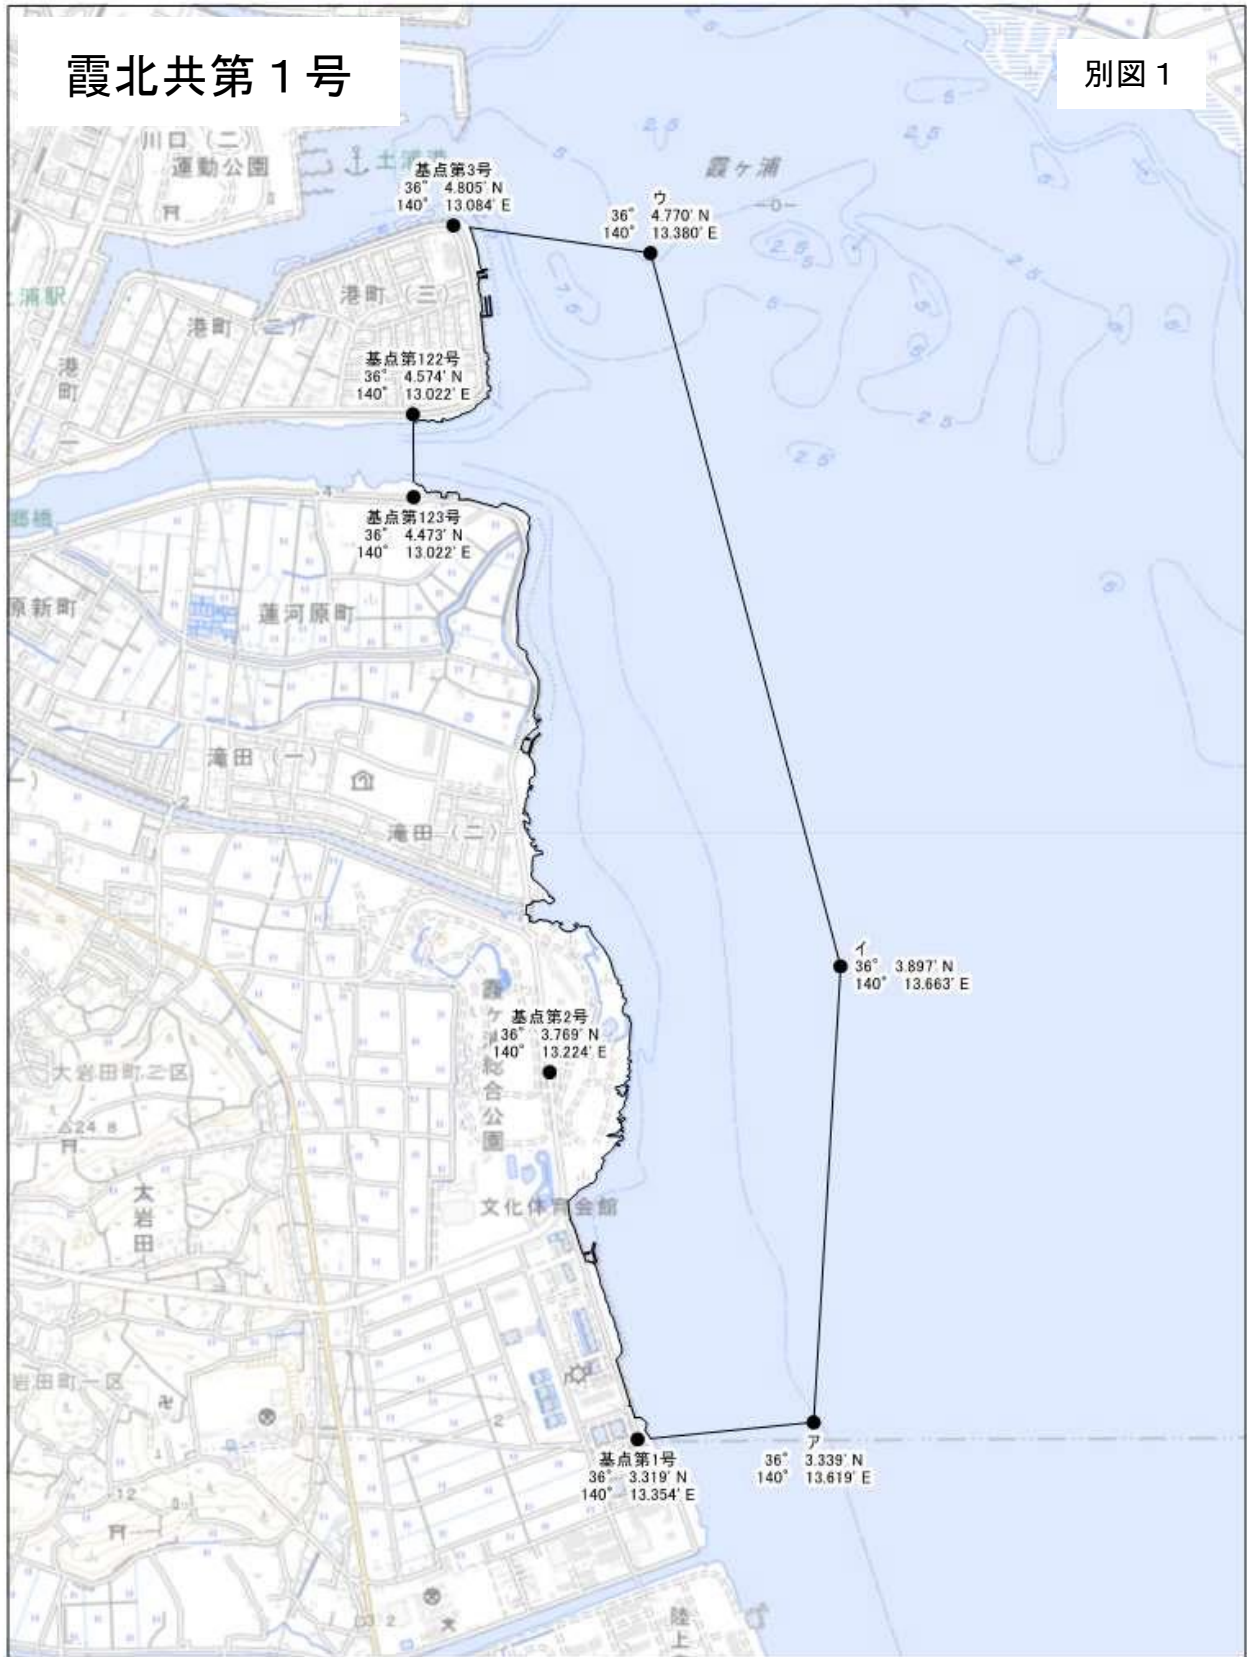 霞北共第１号
別図１
川口（二）
運動公園
土浦港
霞ヶ浦
基点第3号
36° 4.805' N
140° 13.084' E
ウ
36° 4.770' N
140° 13.380' E
港町（三）
港町（二）
基点第122号
36° 4.574' N
140° 13.022' E
基点第123号
36° 4.473' N
140° 13.022' E
原新町
蓮河原町
滝田（一）
滝田（二）
イ
36° 3.897' N
140° 13.663' E
霞ヶ浦総合公園
基点第2号
36° 3.769' N
140° 13.224' E
大岩田町二区
24 8
大岩田
文化体育会館
岩田町一区
基点第1号
36° 3.319' N
140° 13.354' E
ア
36° 3.339' N
140° 13.619' E
陸上